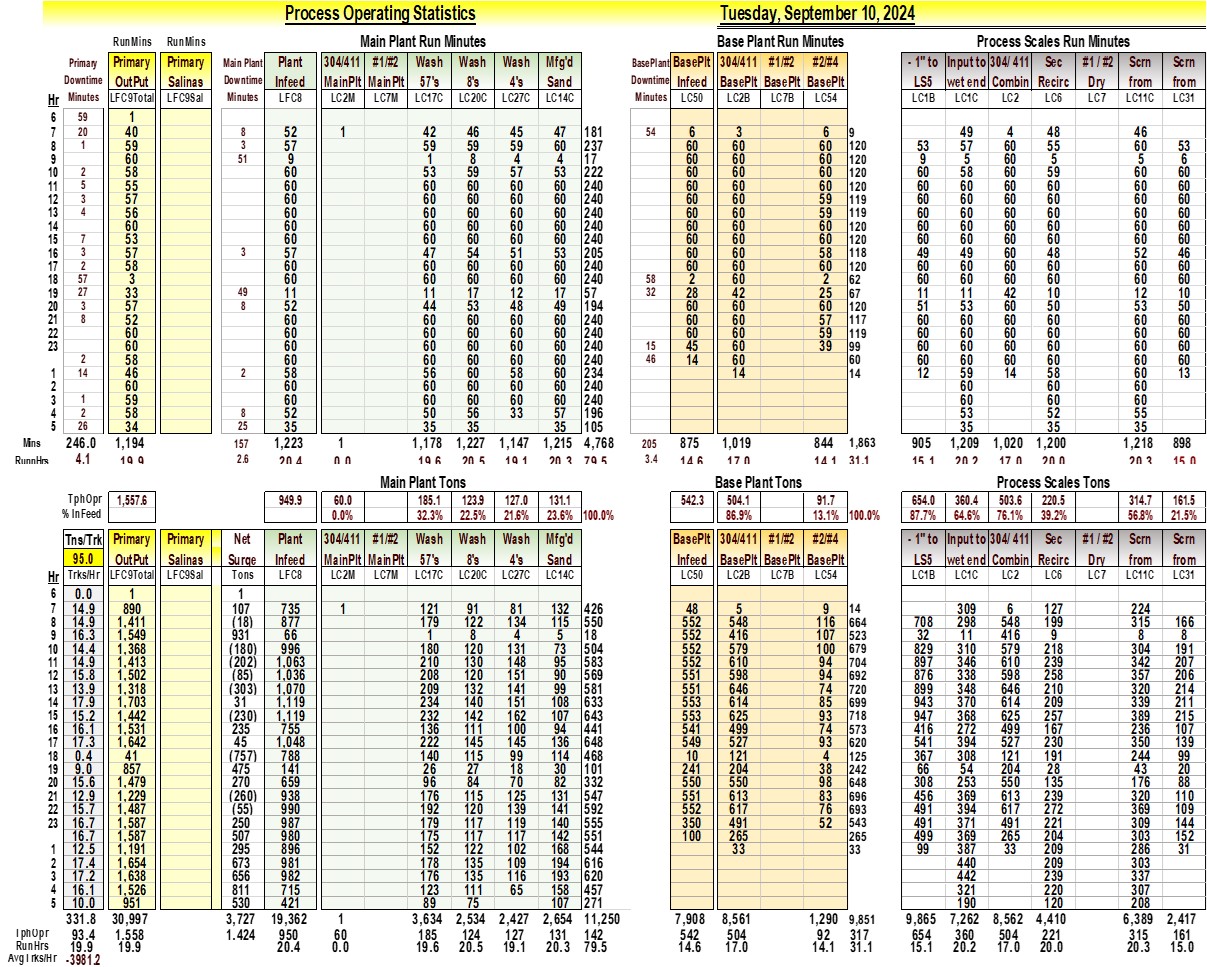 Process Operating Statistics Tuesday, September 10, 2024
RunMins RunMins Main Plant Run Minutes Base Plant Run Minutes Process Scales Run Minutes
Primary Primary Primary Main Plant Plant 304/411 #1/#2 Wash Wash Wash Mfg'd BasePlant BasePlt 304/411 #1/#2 #2/#4 - 1" to Input to 304/ 411 Sec #1 / #2 Scrn Scrn
Downtime OutPut Salinas Downtime Infeed MainPlt MainPlt 57's 8's 4's Sand Downtime Infeed BasePlt BasePlt BasePlt LS5 wet end Combin Recirc Dry from from
Hr Minutes LFC9Total LFC9Sal Minutes LFC8 LC2M LC7M LC17C LC20C LC27C LC14C Minutes LC50 LC2B LC7B LC54 LC1B LC1C LC2 LC6 LC7 LC11C LC31
6 59 1
7 20 40 8 52 1 42 46 45 47 181 54 6 3 6 9 49 4 48 46
8 1 59 3 57 59 59 59 60 237 60 60 60 120 53 57 60 55 60 53
9 60 51 9 1 8 4 4 17 60 60 60 120 9 5 60 5 5 6
10 2 58 60 53 59 57 53 222 60 60 60 120 60 58 60 59 60 60
11 5 55 60 60 60 60 60 240 60 60 60 120 60 60 60 60 60 60
12 3 57 60 60 60 60 60 240 60 60 59 119 60 60 60 60 60 60
13 4 56 60 60 60 60 60 240 60 60 59 119 60 60 60 60 60 60
14 60 60 60 60 60 60 240 60 60 60 120 60 60 60 60 60 60
15 7 53 60 60 60 60 60 240 60 60 60 120 60 60 60 60 60 60
16 3 57 3 57 47 54 51 53 205 60 60 58 118 49 49 60 48 52 46
17 2 58 60 60 60 60 60 240 60 60 60 120 60 60 60 60 60 60
18 57 3 60 60 60 60 60 240 58 2 60 2 62 60 60 60 60 60 60
19 27 33 49 11 11 17 12 17 57 32 28 42 25 67 11 11 42 10 12 10
20 3 57 8 52 44 53 48 49 194 60 60 60 120 51 53 60 50 53 50
21 8 52 60 60 60 60 60 240 60 60 57 117 60 60 60 60 60 60
22 60 60 60 60 60 60 240 60 60 59 119 60 60 60 60 60 60
23 60 60 60 60 60 60 240 15 45 60 39 99 60 60 60 60 60 60
2 58 60 60 60 60 60 240 46 14 60 60 60 60 60 60 60 60
1 14 46 2 58 56 60 58 60 234 14 14 12 59 14 58 60 13
2 60 60 60 60 60 60 240 60 60 60
3 1 59 60 60 60 60 60 240 60 60 60
4 2 58 8 52 50 56 33 57 196 53 52 55
5 26 34 25 35 35 35 35 105 35 35 35
Mins 246.0 1,194 157 1,223 1 1,178 1,227 1,147 1,215 4,768 205 875 1,019 844 1,863 905 1,209 1,020 1,200 1,218 898
RunnHrs 4.1 19.9 2.6 20.4 0.0 19.6 20.5 19.1 20.3 79.5 3.4 14.6 17.0 14.1 31.1 15.1 20.2 17.0 20.0 20.3 15.0
Main Plant Tons Base Plant Tons Process Scales Tons
TphOpr 1,557.6 949.9 60.0 185.1 123.9 127.0 131.1 542.3 504.1 91.7 654.0 360.4 503.6 220.5 314.7 161.5
% InFeed 0.0% 32.3% 22.5% 21.6% 23.6% 100.0% 86.9% 13.1% 100.0% 87.7% 64.6% 76.1% 39.2% 56.8% 21.5%
Tns/Trk Primary Primary Net Plant 304/411 #1/#2 Wash Wash Wash Mfg'd BasePlt 304/411 #1/#2 #2/#4 - 1" to Input to 304/ 411 Sec #1 / #2 Scrn Scrn
95.0 OutPut Salinas Surge Infeed MainPlt MainPlt 57's 8's 4's Sand Infeed BasePlt BasePlt BasePlt LS5 wet end Combin Recirc Dry from from
Hr Trks/Hr LFC9Total LFC9Sal Tons LFC8 LC2M LC7M LC17C LC20C LC27C LC14C LC50 LC2B LC7B LC54 LC1B LC1C LC2 LC6 LC7 LC11C LC31
6 0.0 1 1
7 14.9 890 107 735 1 121 91 81 132 426 48 5 9 14 309 6 127 224
8 14.9 1,411 (18) 877 179 122 134 115 550 552 548 116 664 708 298 548 199 315 166
9 16.3 1,549 931 66 1 8 4 5 18 552 416 107 523 32 11 416 9 8 8
10 14.4 1,368 (180) 996 180 120 131 73 504 552 579 100 679 829 310 579 218 304 191
11 14.9 1,413 (202) 1,063 210 130 148 95 583 552 610 94 704 897 346 610 239 342 207
12 15.8 1,502 (85) 1,036 208 120 151 90 569 551 598 94 692 876 338 598 258 357 206
13 13.9 1,318 (303) 1,070 209 132 141 99 581 551 646 74 720 899 348 646 210 320 214
14 17.9 1,703 31 1,119 234 140 151 108 633 553 614 85 699 943 370 614 209 339 211
15 15.2 1,442 (230) 1,119 232 142 162 107 643 553 625 93 718 947 368 625 257 389 215
16 16.1 1,531 235 755 136 111 100 94 441 541 499 74 573 416 272 499 167 236 107
17 17.3 1,642 45 1,048 222 145 145 136 648 549 527 93 620 541 394 527 230 350 139
18 0.4 41 (757) 788 140 115 99 114 468 10 121 4 125 367 308 121 191 244 99
19 9.0 857 475 141 26 27 18 30 101 241 204 38 242 66 54 204 28 43 20
20 15.6 1,479 270 659 96 84 70 82 332 550 550 98 648 308 253 550 135 176 88
21 12.9 1,229 (260) 938 176 115 125 131 547 551 613 83 696 456 369 613 239 320 110
22 15.7 1,487 (55) 990 192 120 139 141 592 552 617 76 693 491 394 617 272 369 109
23 16.7 1,587 250 987 179 117 119 140 555 350 491 52 543 491 371 491 221 309 144
16.7 1,587 507 980 175 117 117 142 551 100 265 265 499 369 265 204 303 152
1 12.5 1,191 295 896 152 122 102 168 544 33 33 99 387 33 209 286 31
2 17.4 1,654 673 981 178 135 109 194 616 440 209 303
3 17.2 1,638 656 982 176 135 116 193 620 442 239 337
4 16.1 1,526 811 715 123 111 65 158 457 321 220 307
5 10.0 951 530 421 89 75 107 271 190 120 208
331.8 30,997 3,727 19,362 1 3,634 2,534 2,427 2,654 11,250 7,908 8,561 1,290 9,851 9,865 7,262 8,562 4,410 6,389 2,417
TphOpr 93.4 1,558 1.424 950 60 185 124 127 131 142 542 504 92 317 654 360 504 221 315 161
RunHrs 19.9 19.9 20.4 0.0 19.6 20.5 19.1 20.3 79.5 14.6 17.0 14.1 31.1 15.1 20.2 17.0 20.0 20.3 15.0
AvgTrks/Hr -3981.2